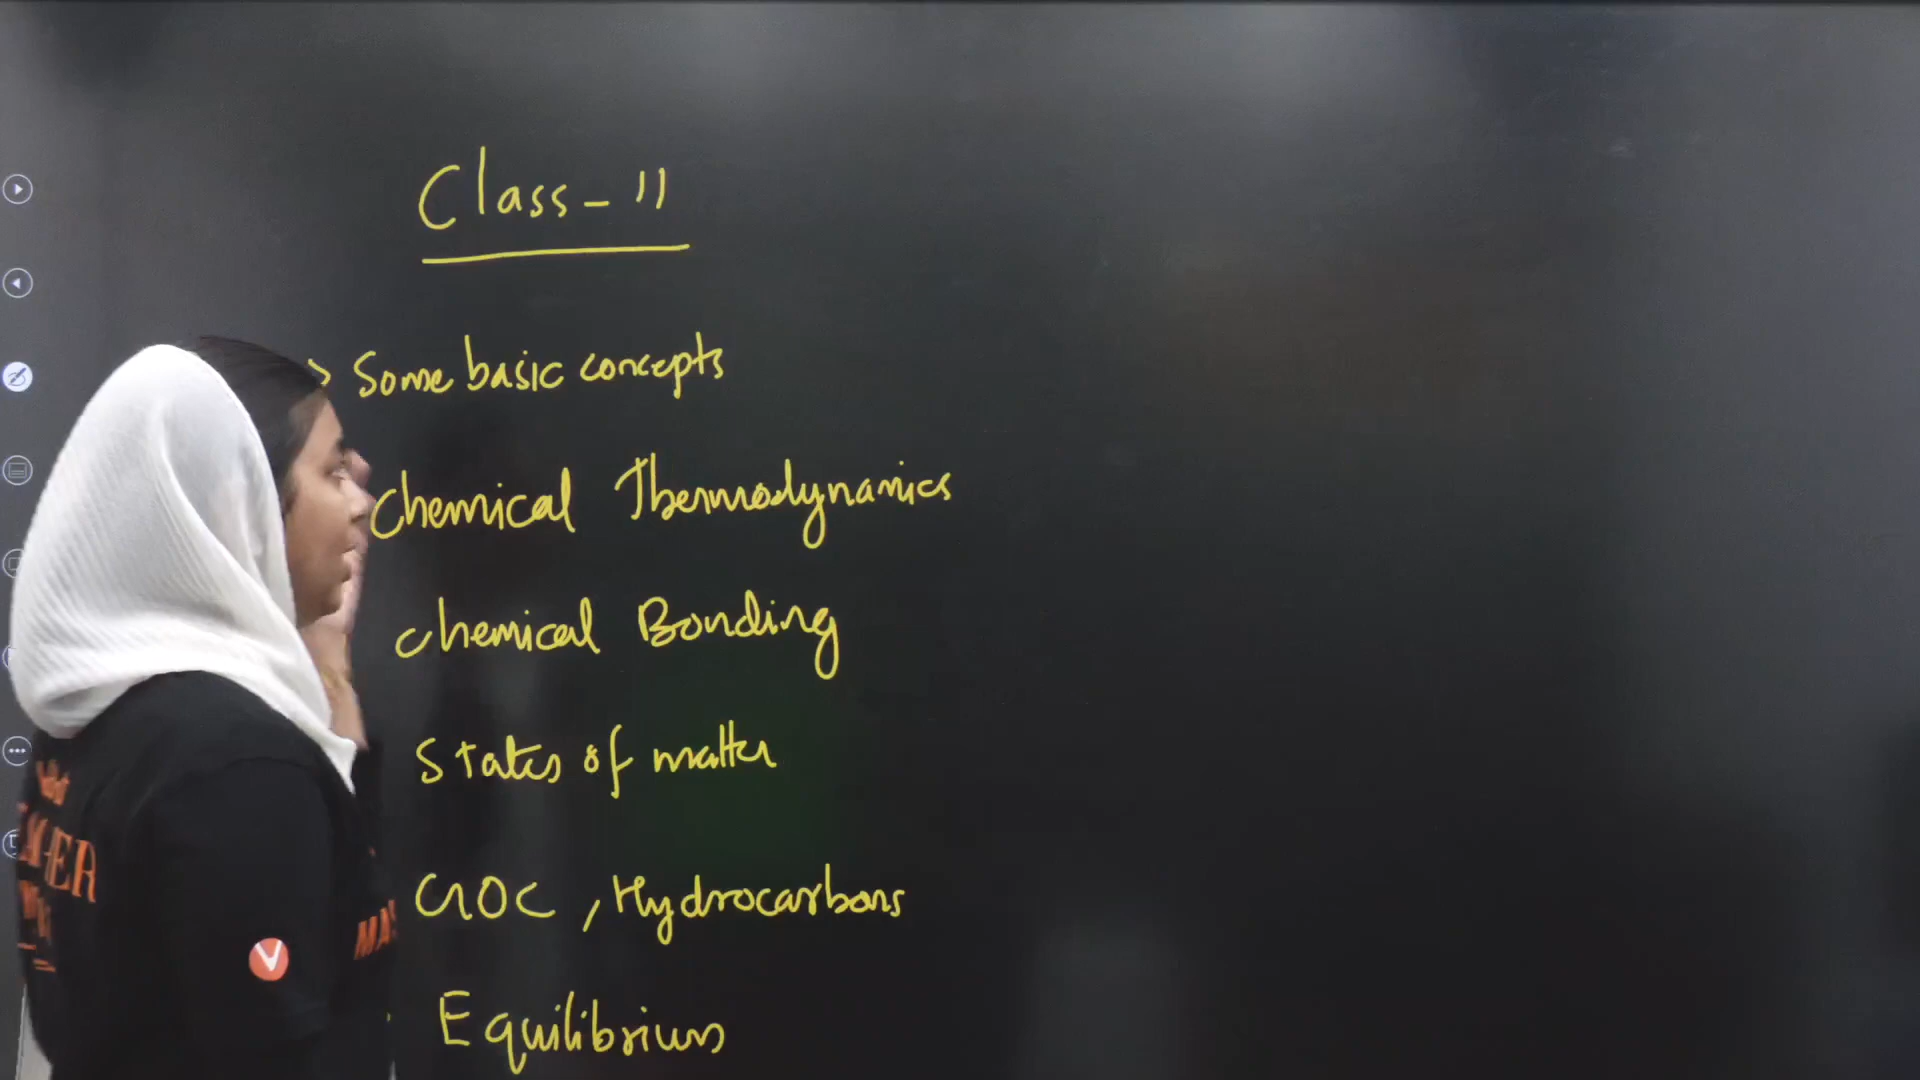 Class - 11
Some basic concepts
Chemical Thermodynamics
Chemical Bonding
States of matter
GOC , Hydrocarbons
Equilibrium
V